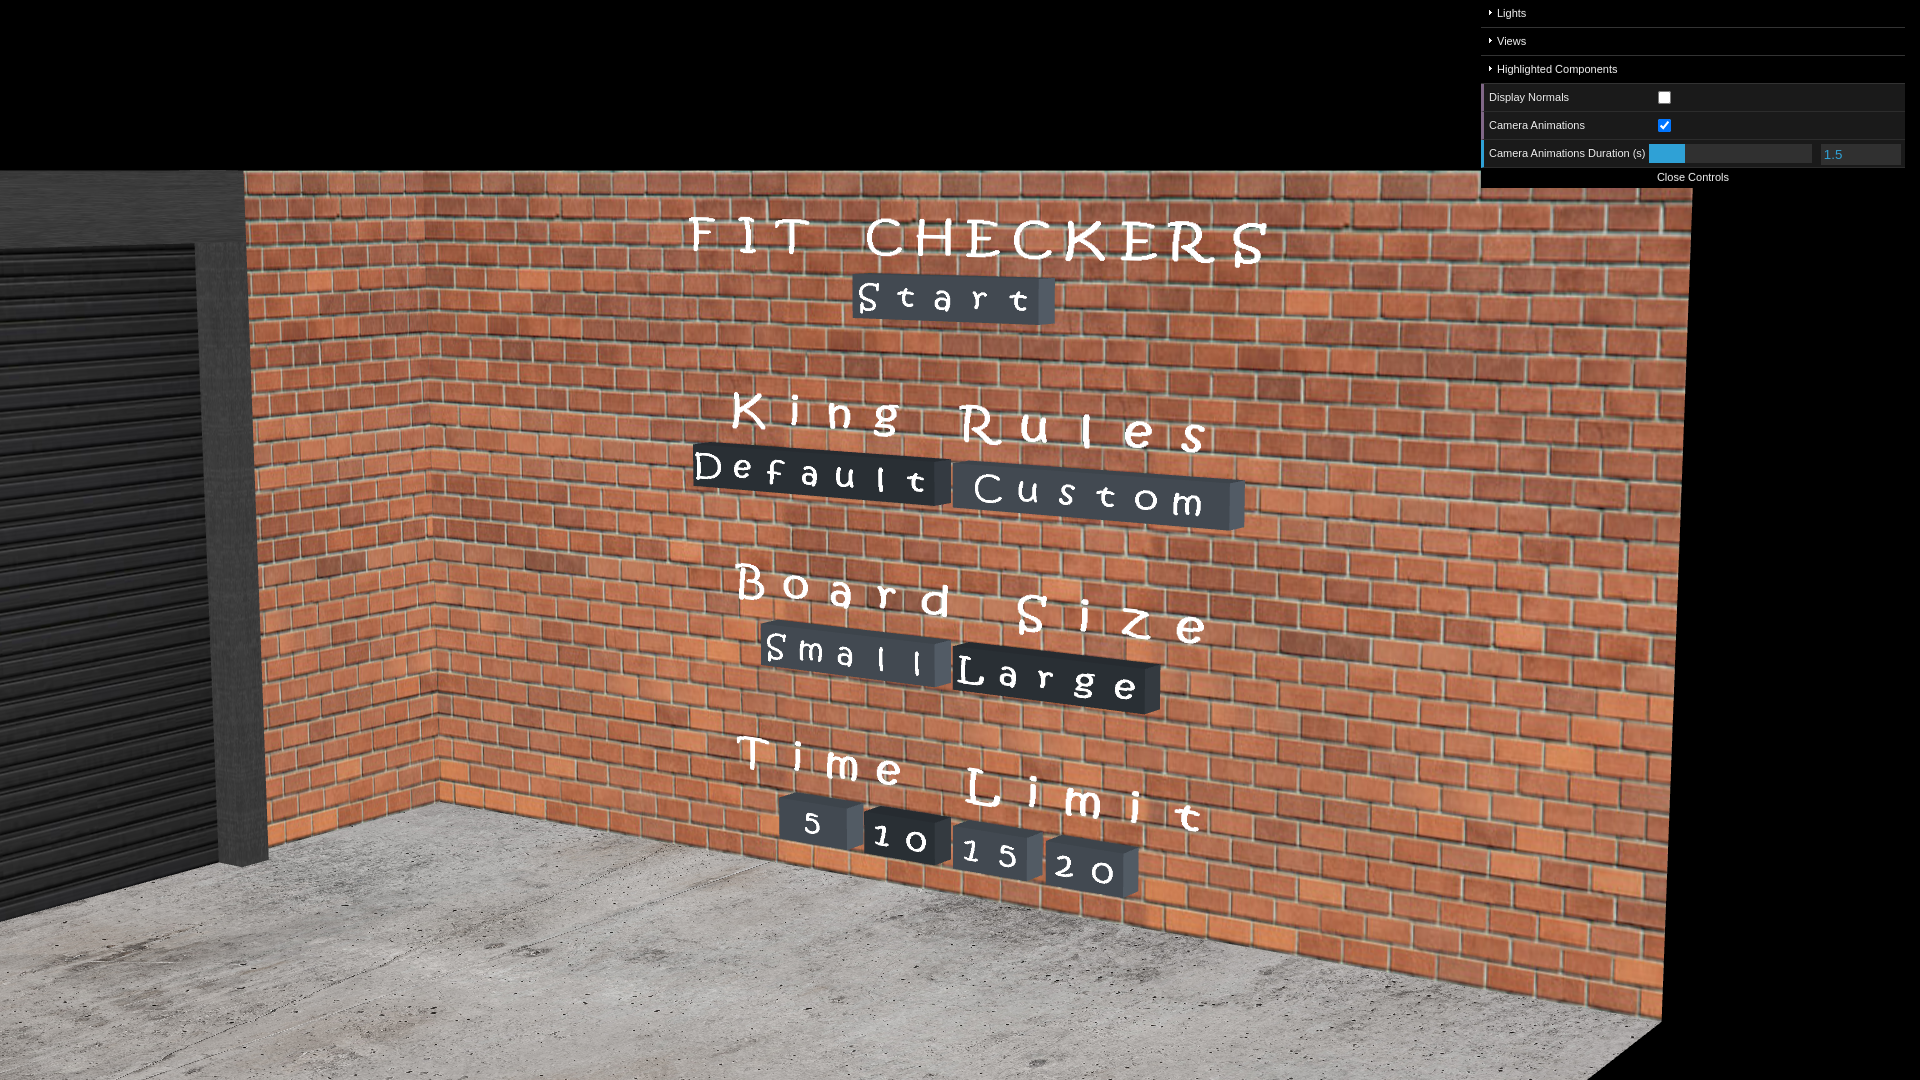 Lights
Views
Highlighted Components
Display Normals
Camera Animations
Camera Animations Duration (s) 1.5
Close Controls
FIT CHECKERS
Start
King Rules
Default Custom
Board Size
Small Large
Time Limit
5 10 15 20